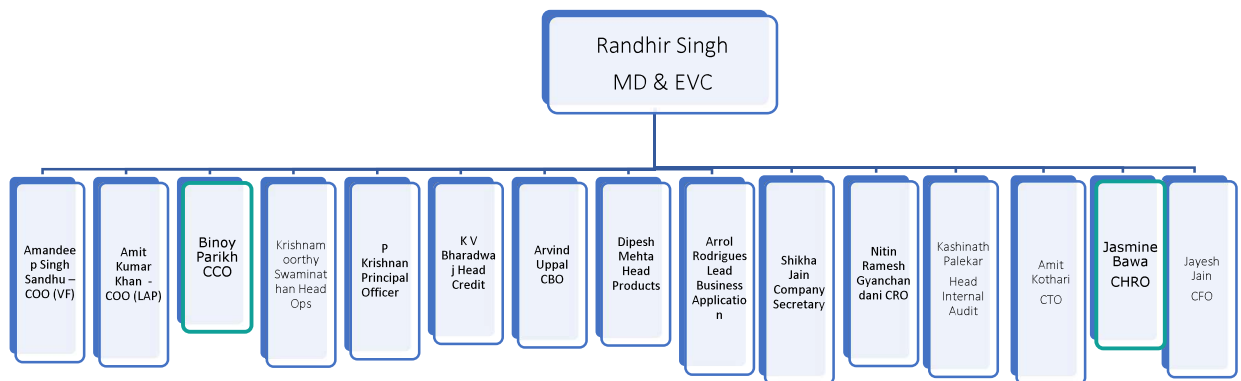 Randhir Singh
MD & EVC
Amandee
p Singh
Sandhu –
COO (VF)
Amit
Kumar
Khan -
COO (LAP)
Binoy
Parikh
CCO
Krishnam
oorthy
Swaminat
han Head
Ops
P
Krishnan
Principal
Officer
K V
Bharadwa
j Head
Credit
Arvind
Uppal
CBO
Dipesh
Mehta
Head
Products
Arrol
Rodrigues
Lead
Business
Applicatio
n
Shikha
Jain
Company
Secretary
Nitin
Ramesh
Gyanchan
dani CRO
Kashinath
Palekar
Head
Internal
Audit
Amit
Kothari
CTO
Jasmine
Bawa
CHRO
Jayesh
Jain
CFO